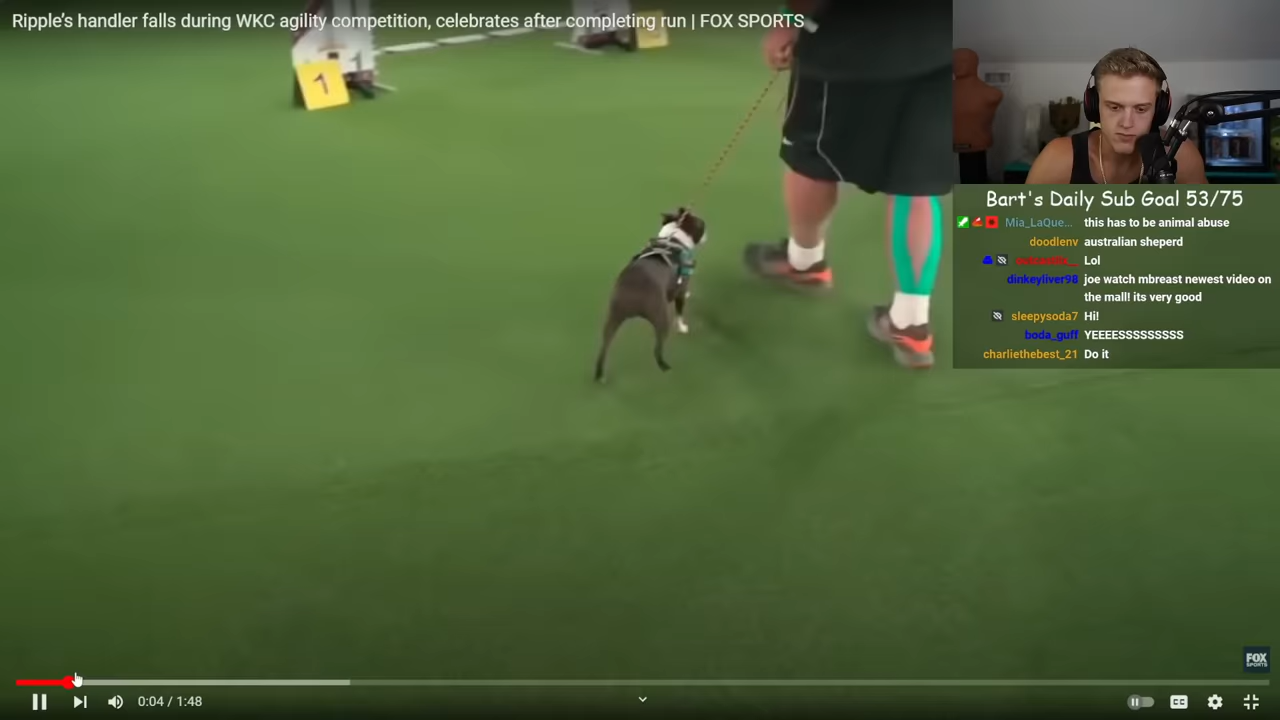 Ripple's handler falls during WKC agility competition, celebrates after completing run | FOX SPORTS
1
1
Bart's Daily Sub Goal 53/75
Mia_LaQue... this has to be animal abuse
doodlenv australian sheperd
Lol
dinkeyliver98 joe watch mbreast newest video on
the mall! its very good
sleepysoda7 Hi!
boda_guff YEEEESSSSSSSSS
charliethebest_21 Do it
FOX
SPORTS
0:04 / 1:48
CC